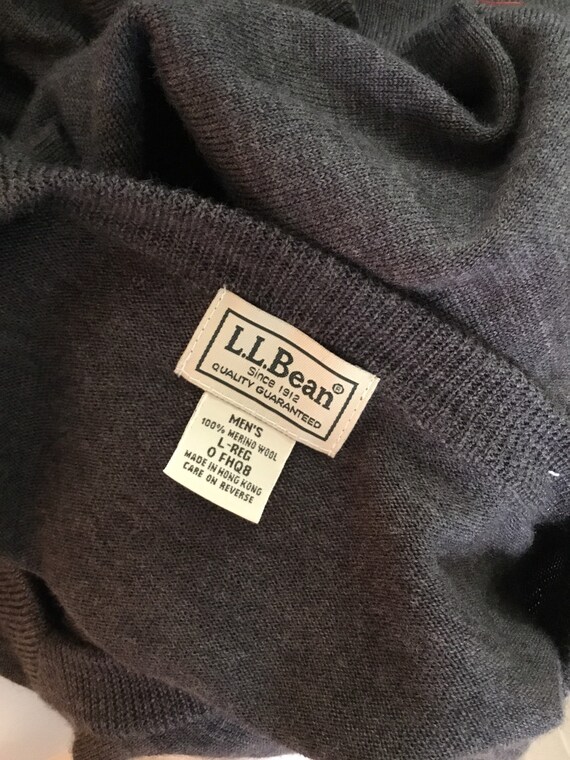 L.L.Bean®
Since 1912
QUALITY GUARANTEED
MEN'S
100% MERINO WOOL
L-REG
0 FHQ8
MADE IN HONG KONG
CARE ON REVERSE